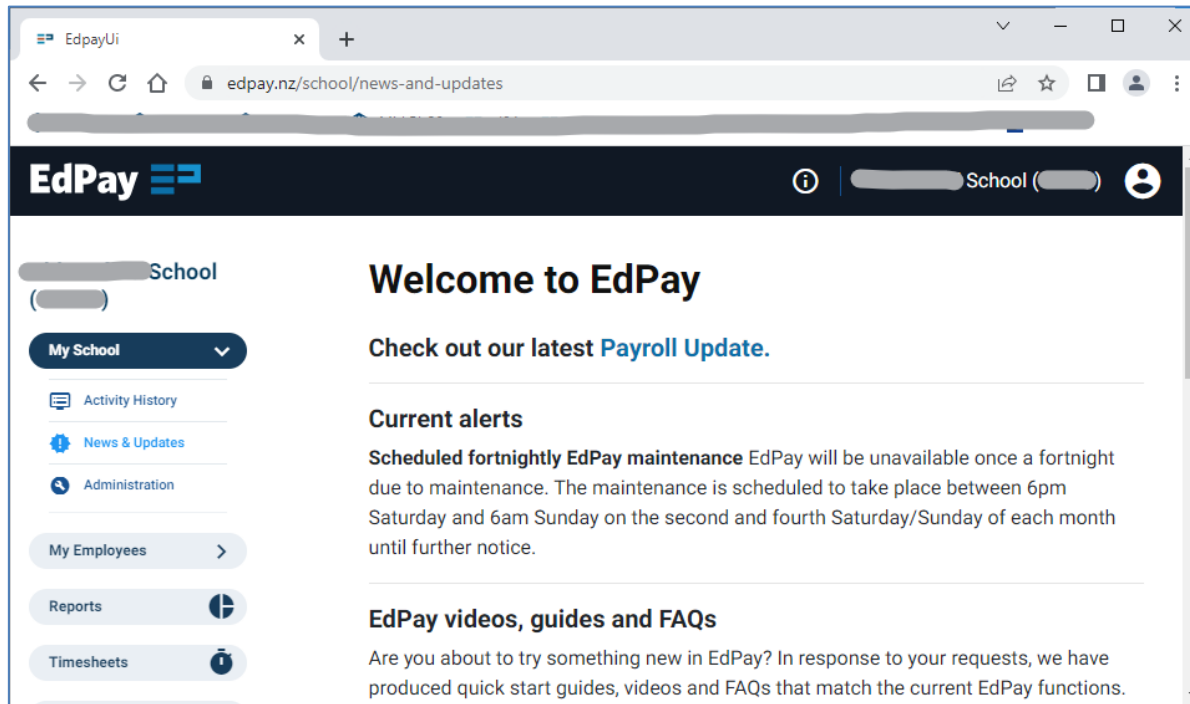 EdpayUi
edpay.nz/school/news-and-updates
EdPay
School ( )
School
( )
My School
Activity History
News & Updates
Administration
My Employees
Reports
Timesheets
Welcome to EdPay
Check out our latest Payroll Update.
Current alerts
Scheduled fortnightly EdPay maintenance EdPay will be unavailable once a fortnight
due to maintenance. The maintenance is scheduled to take place between 6pm
Saturday and 6am Sunday on the second and fourth Saturday/Sunday of each month
until further notice.
EdPay videos, guides and FAQs
Are you about to try something new in EdPay? In response to your requests, we have
produced quick start guides, videos and FAQs that match the current EdPay functions.